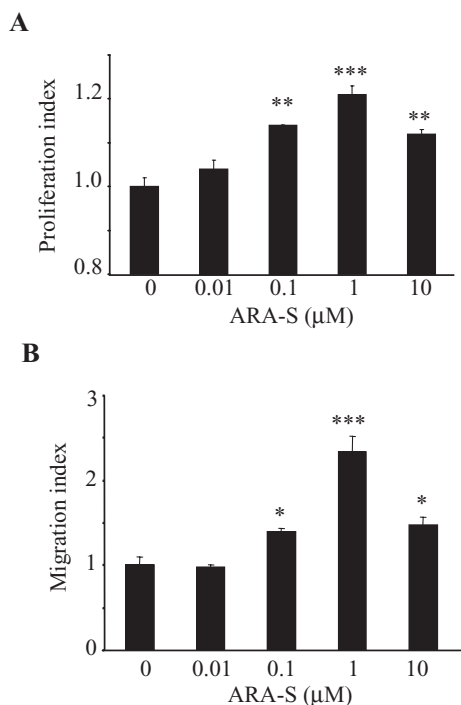 A
Proliferation index
1.2
1.0
0.8
**
***
**
0 0.01 0.1 1 10
ARA-S (μM)
B
Migration index
3
2
1
0
*
***
*
0 0.01 0.1 1 10
ARA-S (μM)